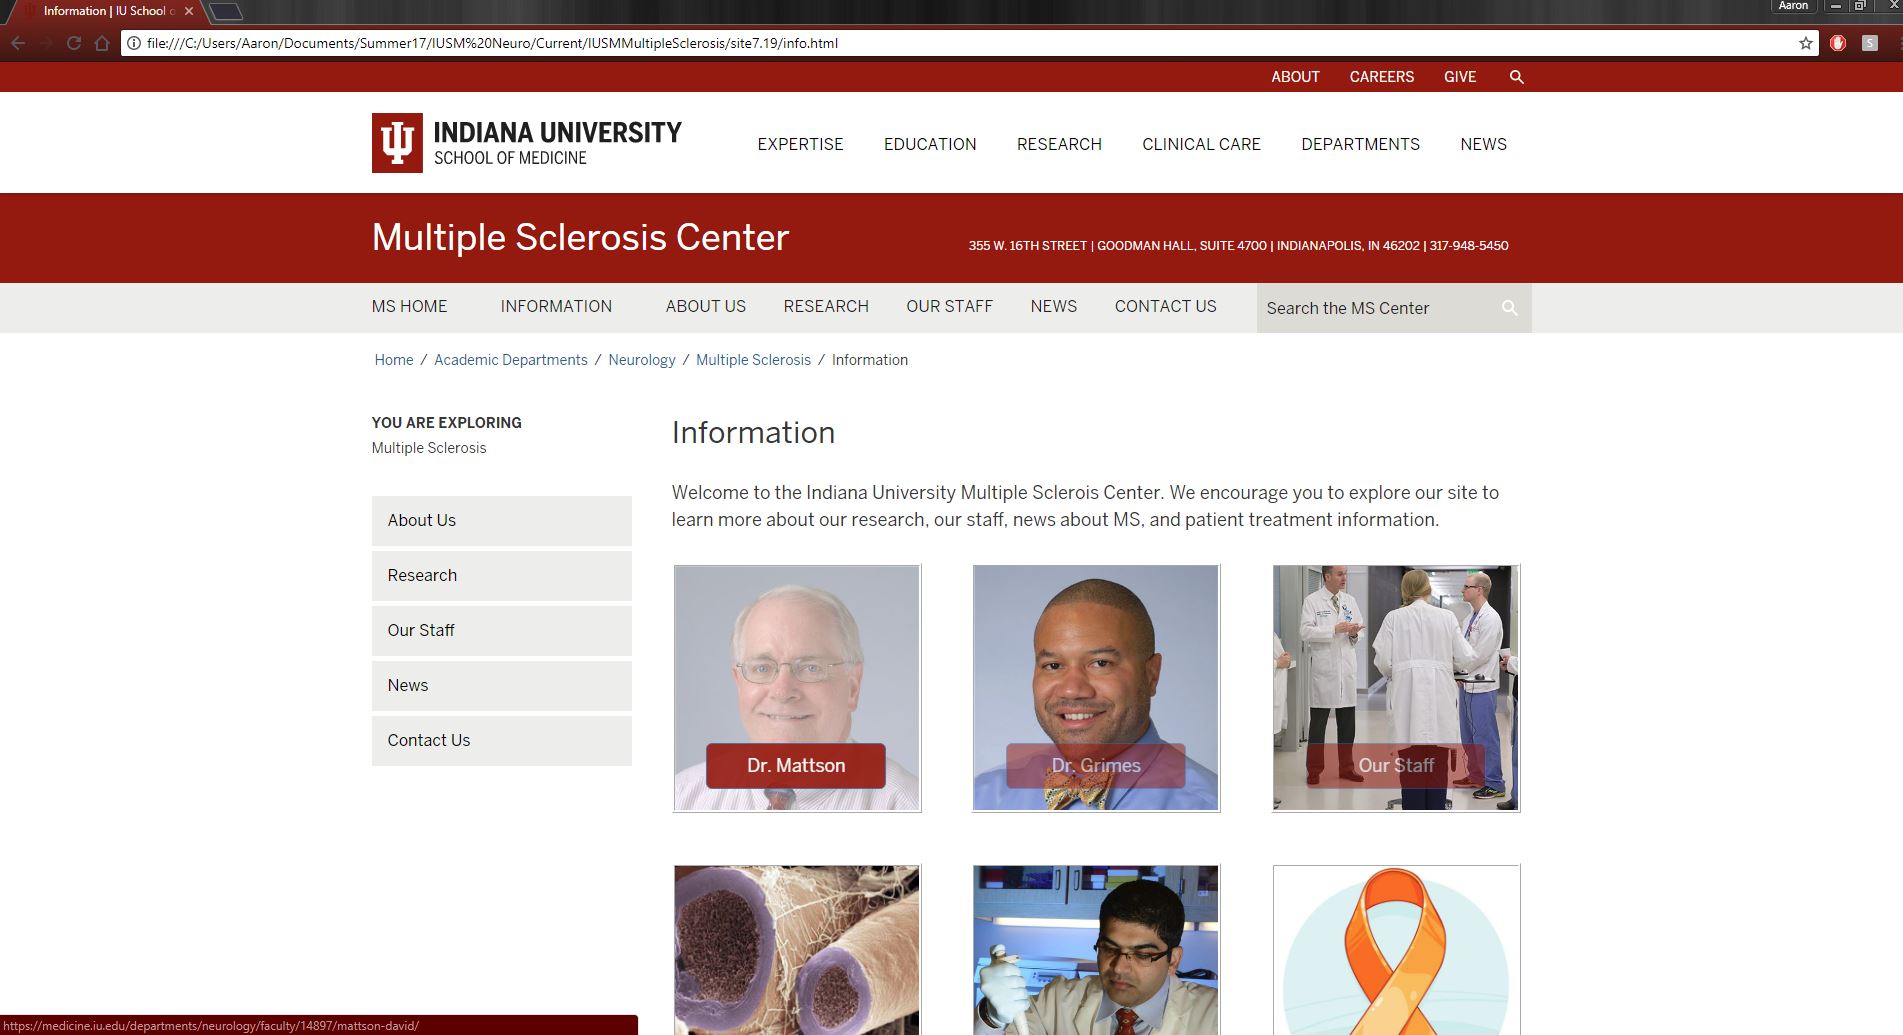 Information | IU School o
Aaron
file:///C:/Users/Aaron/Documents/Summer17/IUSM%20Neuro/Current/IUSMMultipleSclerosis/site7.19/info.html
S
ABOUT CAREERS GIVE
INDIANA UNIVERSITY
SCHOOL OF MEDICINE
EXPERTISE EDUCATION RESEARCH CLINICAL CARE DEPARTMENTS NEWS
Multiple Sclerosis Center
355 W. 16TH STREET | GOODMAN HALL, SUITE 4700 | INDIANAPOLIS, IN 46202 | 317-948-5450
MS HOME INFORMATION ABOUT US RESEARCH OUR STAFF NEWS CONTACT US Search the MS Center
Home / Academic Departments / Neurology / Multiple Sclerosis / Information
YOU ARE EXPLORING
Multiple Sclerosis
About Us
Research
Our Staff
News
Contact Us
Information
Welcome to the Indiana University Multiple Sclerois Center. We encourage you to explore our site to
learn more about our research, our staff, news about MS, and patient treatment information.
Dr. Mattson
Dr. Grimes
Our Staff
https://medicine.iu.edu/departments/neurology/faculty/14897/mattson-david/